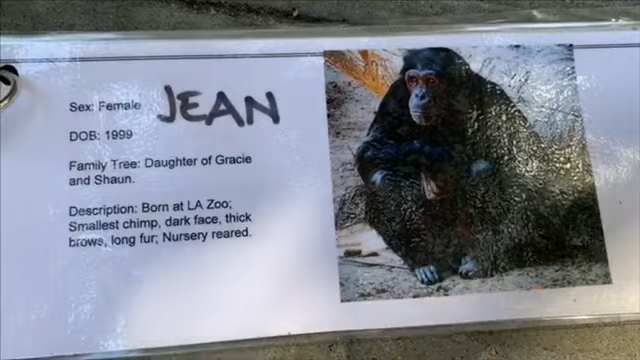 JEAN
Sex: Female
DOB: 1999
Family Tree: Daughter of Gracie
and Shaun.
Description: Born at LA Zoo;
Smallest chimp, dark face, thick
brows, long fur; Nursery reared.